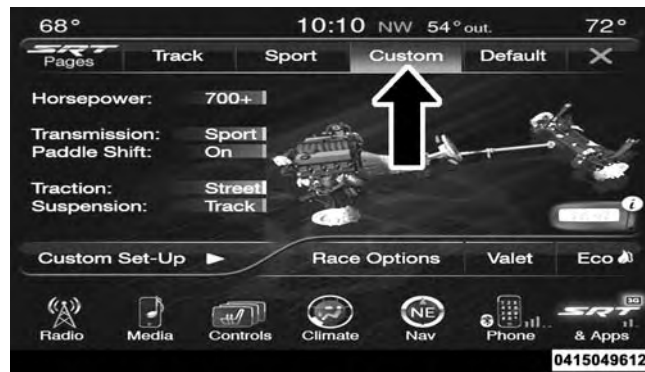 68° 10:10 NW 54° out. 72°
SRT Pages Track Sport Custom Default X
Horsepower: 700+
Transmission: Sport
Paddle Shift: On
Traction: Street
Suspension: Track
i
Custom Set-Up Race Options Valet Eco
NE 3G SRT
Radio Media Controls Climate Nav Phone & Apps
0415049612